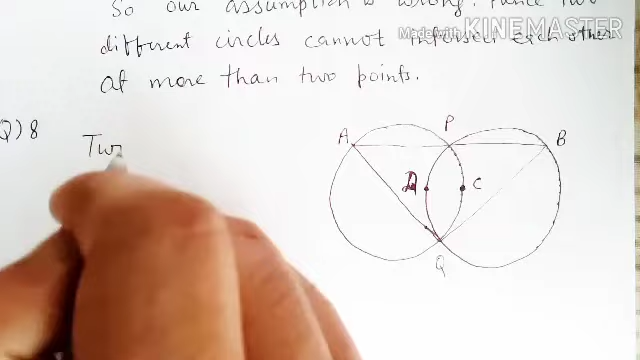 So our assumption is wrong. Hence two
different circles cannot intersect each other
at more than two points.
Made with KINEMASTER
Q) 8
Two
A
P
B
D
C
Q